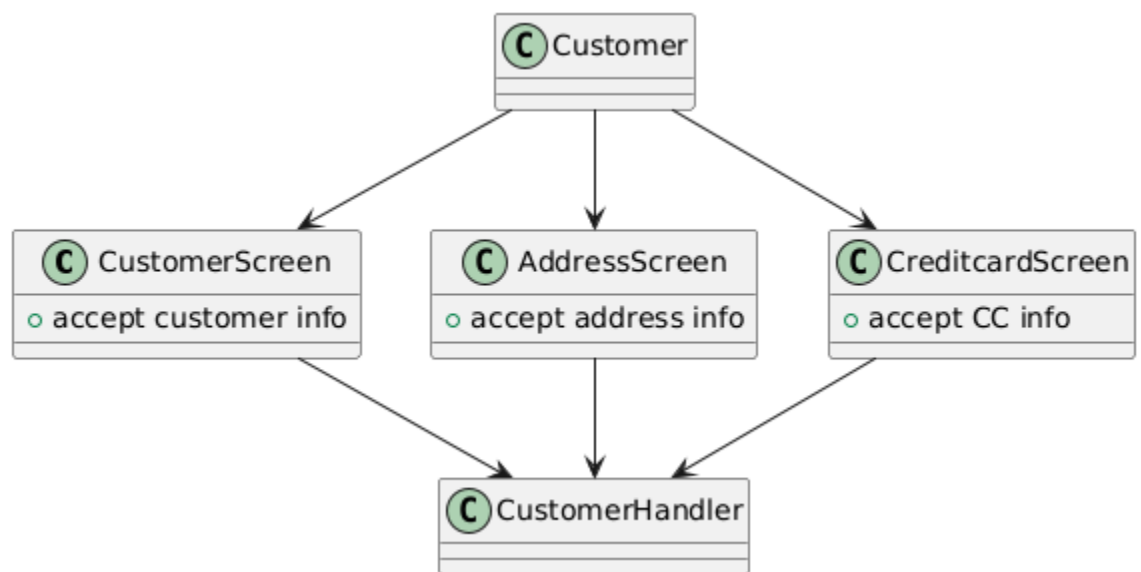 C Customer
C CustomerScreen
accept customer info
C AddressScreen
accept address info
C CreditcardScreen
accept CC info
C CustomerHandler